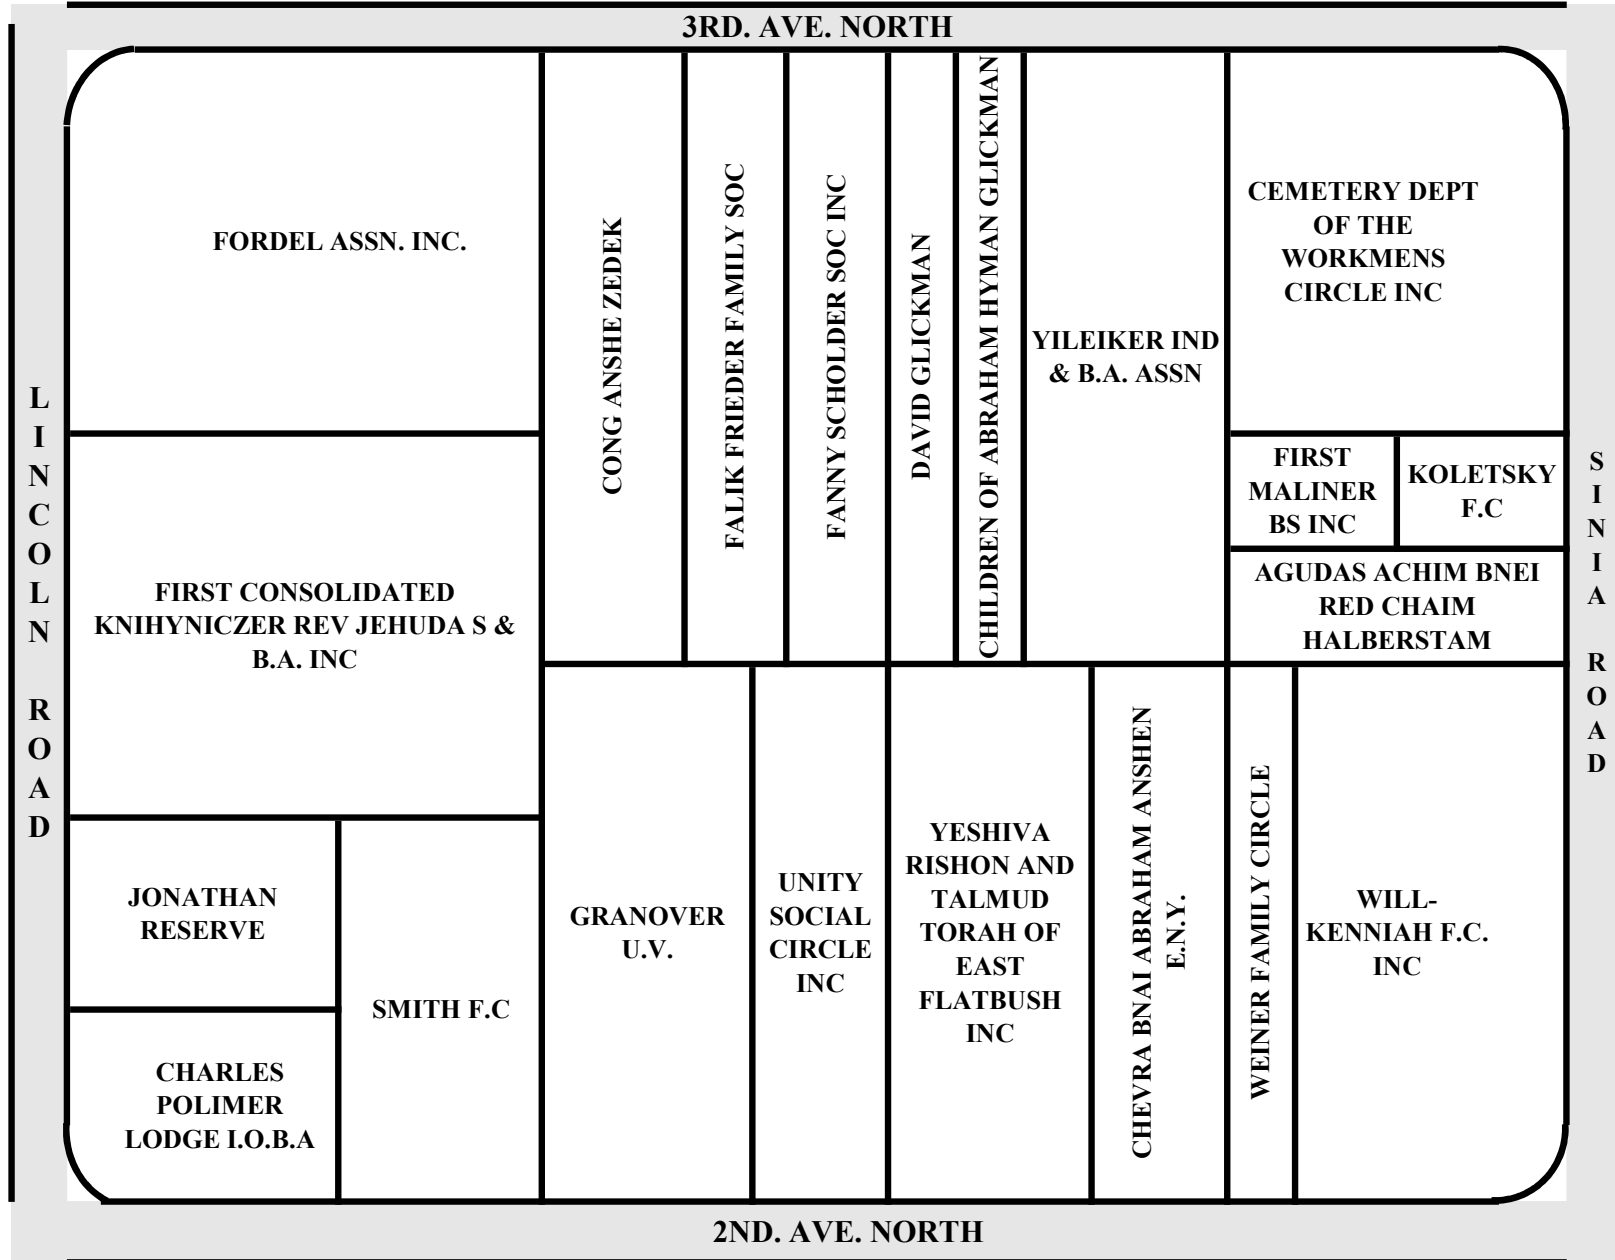 3RD. AVE. NORTH
LINCOLN ROAD
FORDEL ASSN. INC.
FIRST CONSOLIDATED
KNIHYNICZER REV JEHUDA S &
B.A. INC
JONATHAN
RESERVE
CHARLES
POLIMER
LODGE I.O.B.A
SMITH F.C
CONG ANSHE ZEDEK
FALIK FRIEDER FAMILY SOC
FANNY SCHOLDER SOC INC
DAVID GLICKMAN
CHILDREN OF ABRAHAM HYMAN GLICKMAN
YILEIKER IND
& B.A. ASSN
CEMETERY DEPT
OF THE
WORKMENS
CIRCLE INC
FIRST
MALINER
BS INC
KOLETSKY
F.C
AGUDAS ACHIM BNEI
RED CHAIM
HALBERSTAM
GRANOVER
U.V.
UNITY
SOCIAL
CIRCLE
INC
YESHIVA
RISHON AND
TALMUD
TORAH OF
EAST
FLATBUSH
INC
CHEVRA BNAI ABRAHAM ANSHEN
E.N.Y.
WEINER FAMILY CIRCLE
WILL-
KENNIAH F.C.
INC
SINIA ROAD
2ND. AVE. NORTH